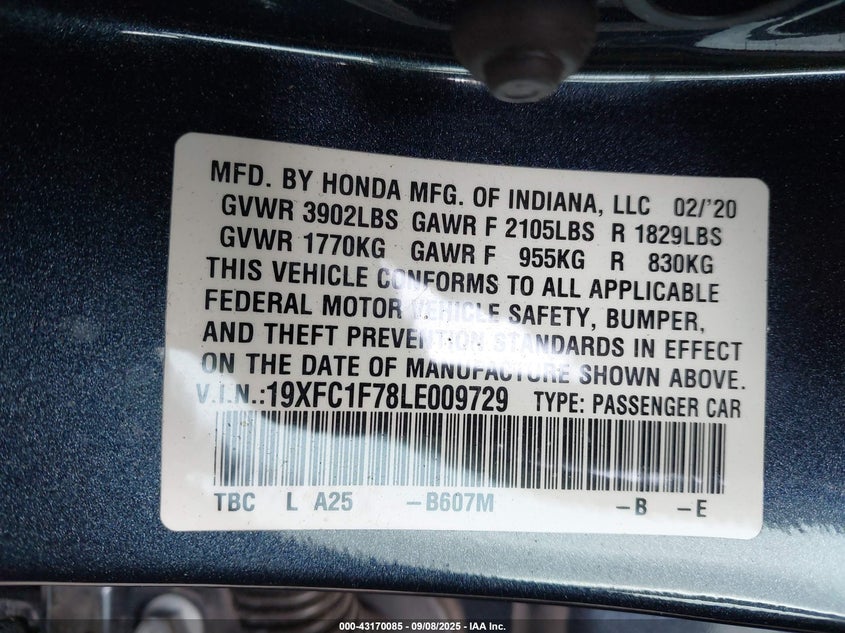 MFD. BY HONDA MFG. OF INDIANA, LLC 02/'20
GVWR 3902LBS GAWR F 2105LBS R 1829LBS
GVWR 1770KG GAWR F 955KG R 830KG
THIS VEHICLE CONFORMS TO ALL APPLICABLE
FEDERAL MOTOR VEHICLE SAFETY, BUMPER,
AND THEFT PREVENTION STANDARDS IN EFFECT
ON THE DATE OF MANUFACTURE SHOWN ABOVE.
V.I.N.:19XFC1F78LE009729 TYPE: PASSENGER CAR
TBC L A25 -B607M -B -E
000-43170085 - 09/08/2025 - IAA Inc.